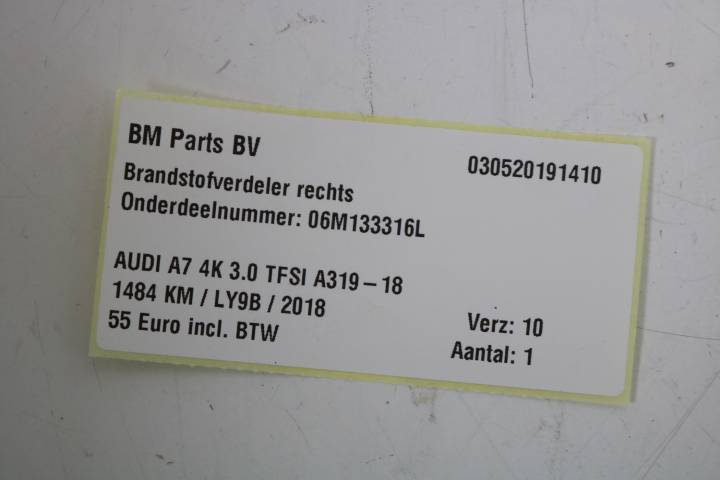 BM Parts BV
030520191410
Brandstofverdeler rechts
Onderdeelnummer: 06M133316L
AUDI A7 4K 3.0 TFSI A319-18
1484 KM / LY9B / 2018
Verz: 10
55 Euro incl. BTW
Aantal: 1